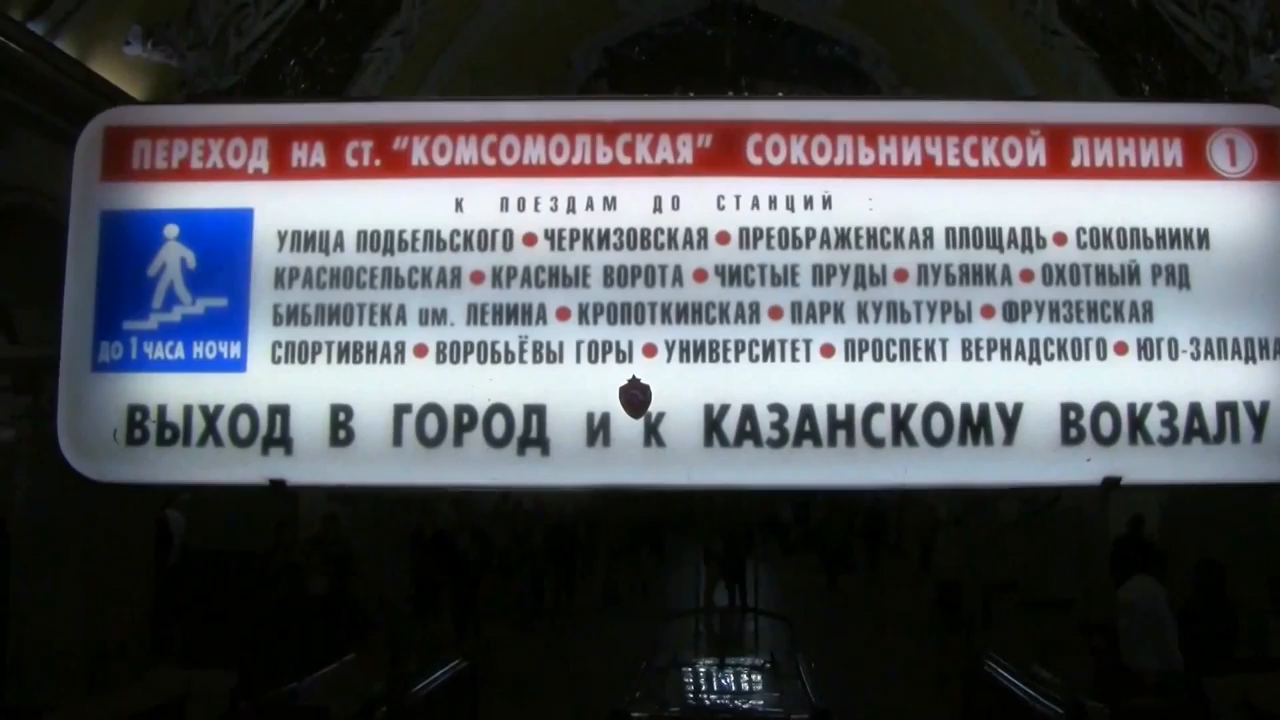 ПЕРЕХОД НА СТ. "КОМСОМОЛЬСКАЯ" СОКОЛЬНИЧЕСКОЙ ЛИНИИ 1
К ПОЕЗДАМ ДО СТАНЦИЙ :
УЛИЦА ПОДБЕЛЬСКОГО ● ЧЕРКИЗОВСКАЯ ● ПРЕОБРАЖЕНСКАЯ ПЛОЩАДЬ ● СОКОЛЬНИКИ
КРАСНОСЕЛЬСКАЯ ● КРАСНЫЕ ВОРОТА ● ЧИСТЫЕ ПРУДЫ ● ЛУБЯНКА ● ОХОТНЫЙ РЯД
БИБЛИОТЕКА им. ЛЕНИНА ● КРОПОТКИНСКАЯ ● ПАРК КУЛЬТУРЫ ● ФРУНЗЕНСКАЯ
СПОРТИВНАЯ ● ВОРОБЬЁВЫ ГОРЫ ● УНИВЕРСИТЕТ ● ПРОСПЕКТ ВЕРНАДСКОГО ● ЮГО-ЗАПАДНА
ДО 1 ЧАСА НОЧИ
ВЫХОД В ГОРОД и к КАЗАНСКОМУ ВОКЗАЛУ